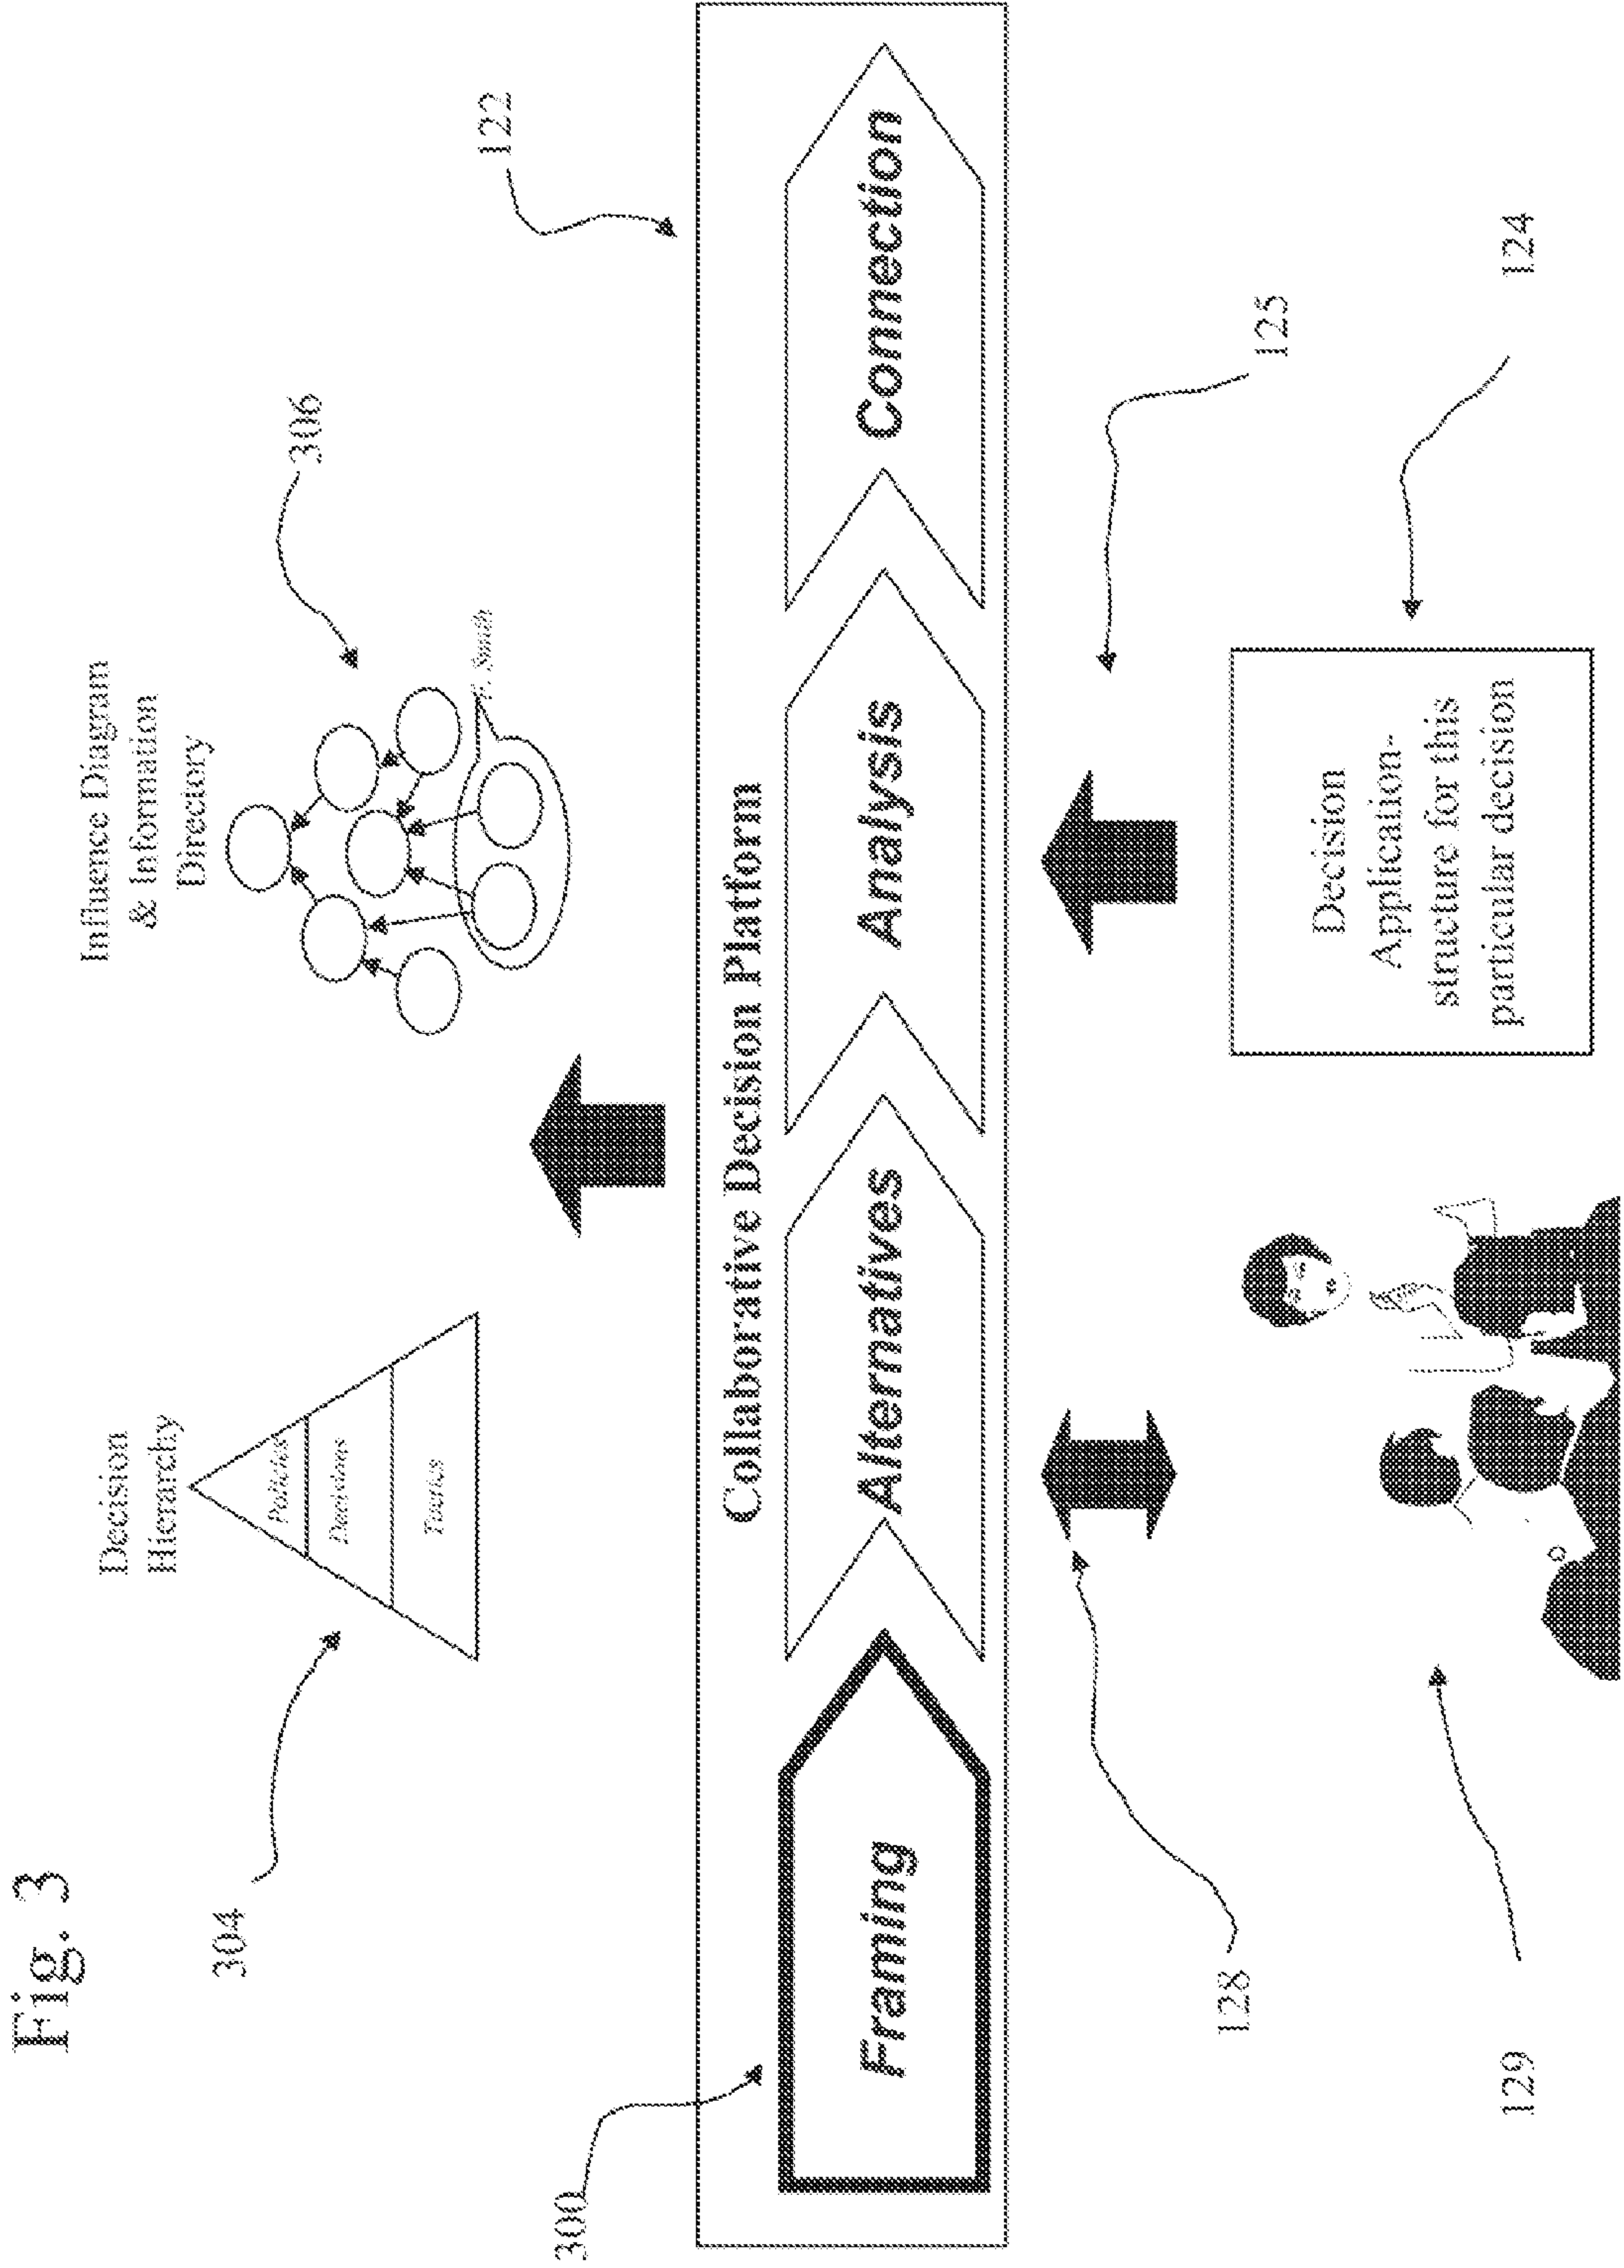 Fig. 3
304
Decision
Hierarchy
Policies
Decisions
Tactics
Influence Diagram
& Information
Directory
306
Smith
122
300
Collaborative Decision Platform
Framing
Alternatives
Analysis
Connection
128
125
129
Decision
Application-
structure for this
particular decision
124